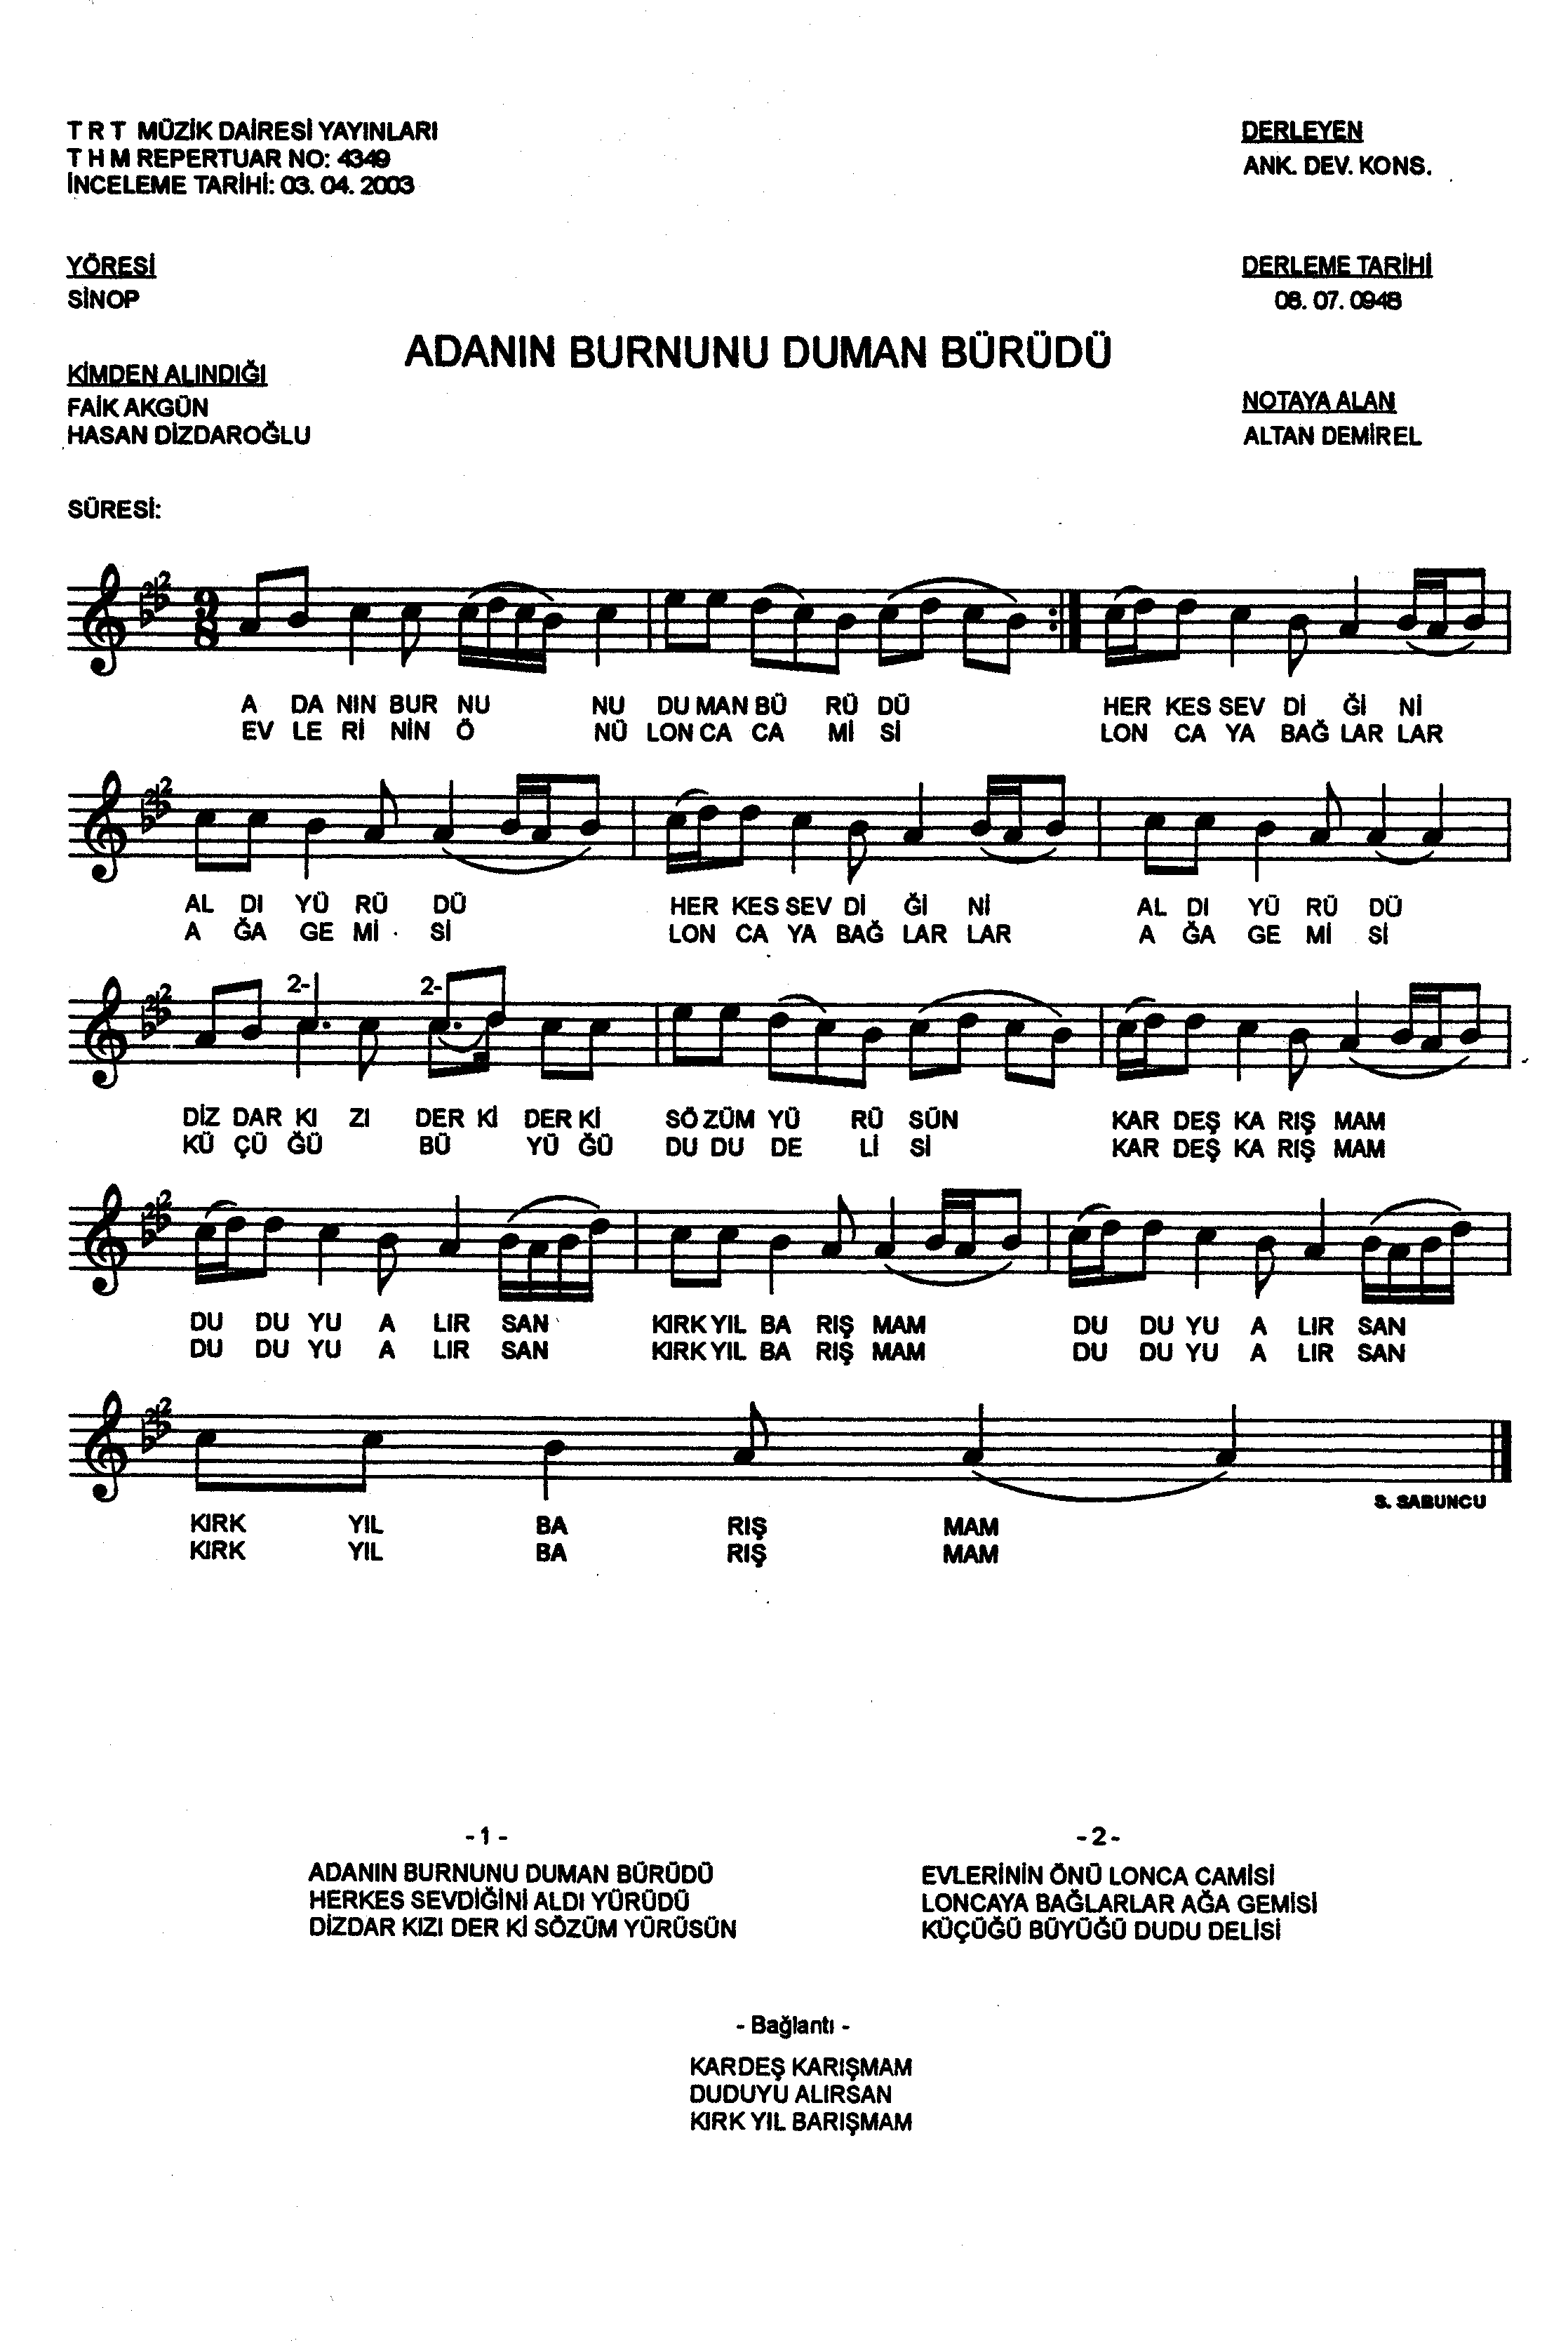 T R T MÜZİK DAİRESİ YAYINLARI
T H M REPERTUAR NO: 4349
İNCELEME TARİHİ: 03. 04. 2003
DERLEYEN
ANK. DEV. KONS.
YÖRESİ
SİNOP
DERLEME TARİHİ
08. 07. 0948
ADANIN BURNUNU DUMAN BÜRÜDÜ
KİMDEN ALINDIĞI
FAİK AKGÜN
HASAN DİZDAROĞLU
NOTAYA ALAN
ALTAN DEMİREL
SÜRESİ:
2
9
8
A DA NIN BUR NU NU DU MAN BÜ RÜ DÜ HER KES SEV Dİ Ğİ Nİ
EV LE Rİ NİN Ö NÜ LON CA CA Mİ Sİ LON CA YA BAĞ LAR LAR
2
AL DI YÜ RÜ DÜ HER KES SEV Dİ Ğİ Nİ AL DI YÜ RÜ DÜ
A ĞA GE Mİ Sİ LON CA YA BAĞ LAR LAR A ĞA GE Mİ Sİ
2 2- 2-
DİZ DAR KI ZI DER Kİ DER Kİ SÖ ZÜM YÜ RÜ SÜN KAR DEŞ KA RIŞ MAM
KÜ ÇÜ ĞÜ BÜ YÜ ĞÜ DU DU DE Lİ Sİ KAR DEŞ KA RIŞ MAM
2
DU DU YU A LIR SAN KIRK YIL BA RIŞ MAM DU DU YU A LIR SAN
DU DU YU A LIR SAN KIRK YIL BA RIŞ MAM DU DU YU A LIR SAN
2
S. SABUNCU
KIRK YIL BA RIŞ MAM
KIRK YIL BA RIŞ MAM
- 1 -
ADANIN BURNUNU DUMAN BÜRÜDÜ
HERKES SEVDİĞİNİ ALDI YÜRÜDÜ
DİZDAR KIZI DER Kİ SÖZÜM YÜRÜSÜN
- 2 -
EVLERİNİN ÖNÜ LONCA CAMİSİ
LONCAYA BAĞLARLAR AĞA GEMİSİ
KÜÇÜĞÜ BÜYÜĞÜ DUDU DELİSİ
- Bağlantı -
KARDEŞ KARIŞMAM
DUDUYU ALIRSAN
KIRK YIL BARIŞMAM